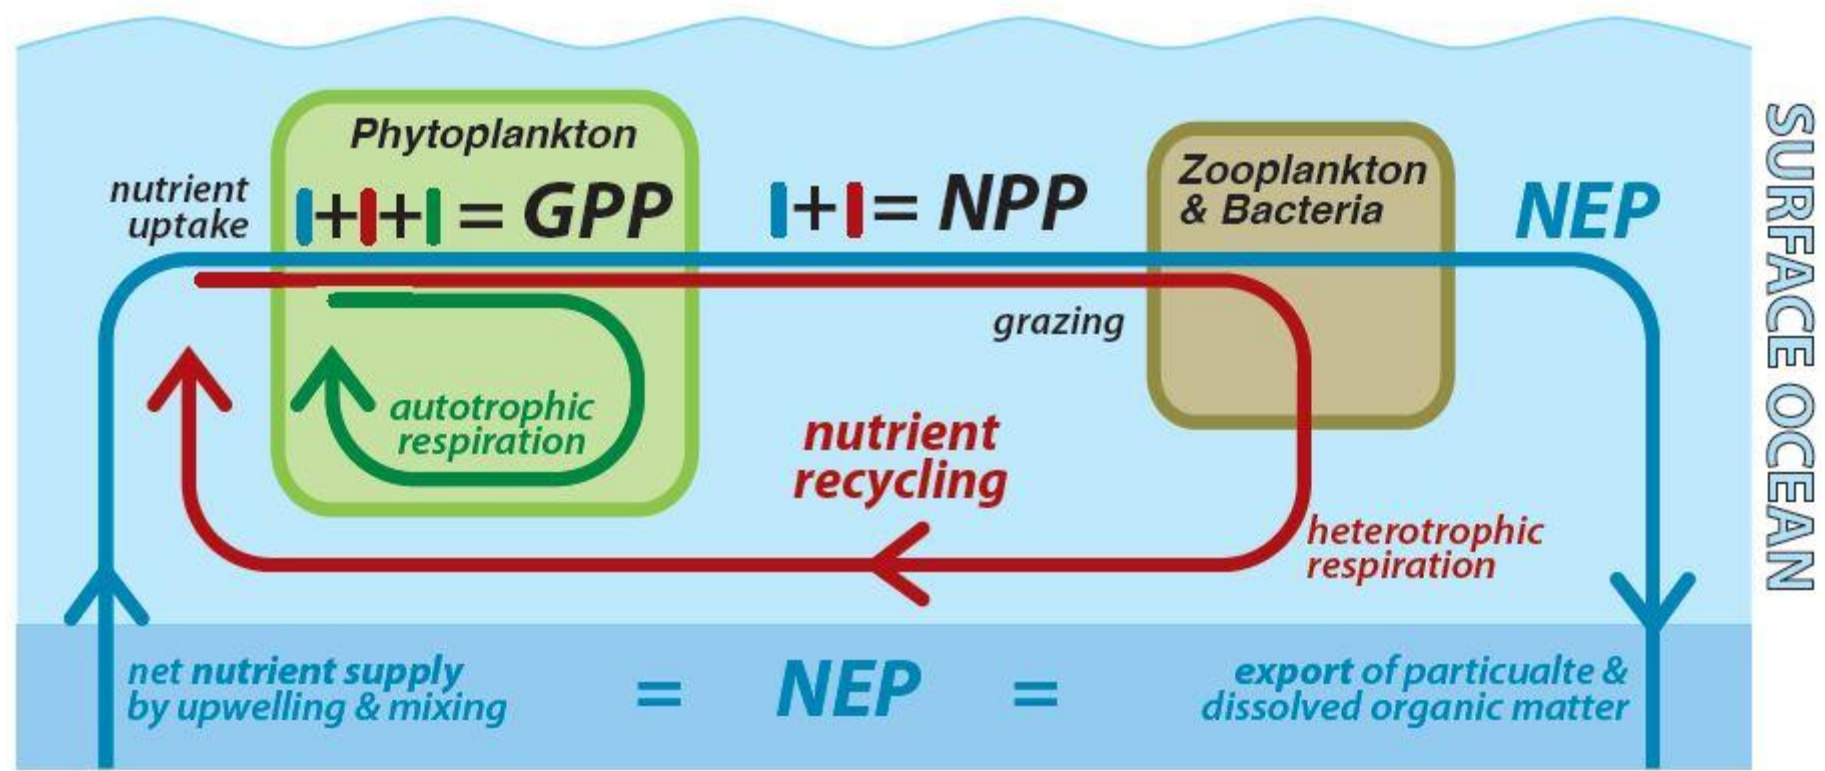 Phytoplankton
nutrient
uptake
I+I+I = GPP
I+I= NPP
Zooplankton
& Bacteria
NEP
SURFACE OCEAN
grazing
autotrophic
respiration
nutrient
recycling
heterotrophic
respiration
net nutrient supply
by upwelling & mixing
= NEP =
export of particualte &
dissolved organic matter